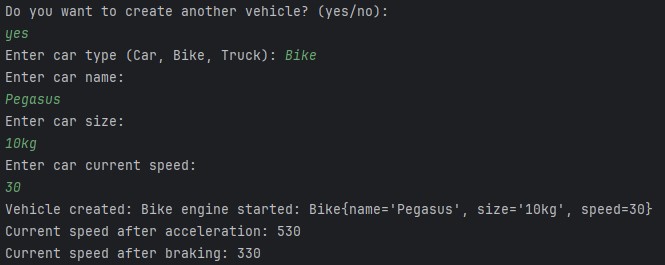 Do you want to create another vehicle? (yes/no):
yes
Enter car type (Car, Bike, Truck): Bike
Enter car name:
Pegasus
Enter car size:
10kg
Enter car current speed:
30
Vehicle created: Bike engine started: Bike{name='Pegasus', size='10kg', speed=30}
Current speed after acceleration: 530
Current speed after braking: 330